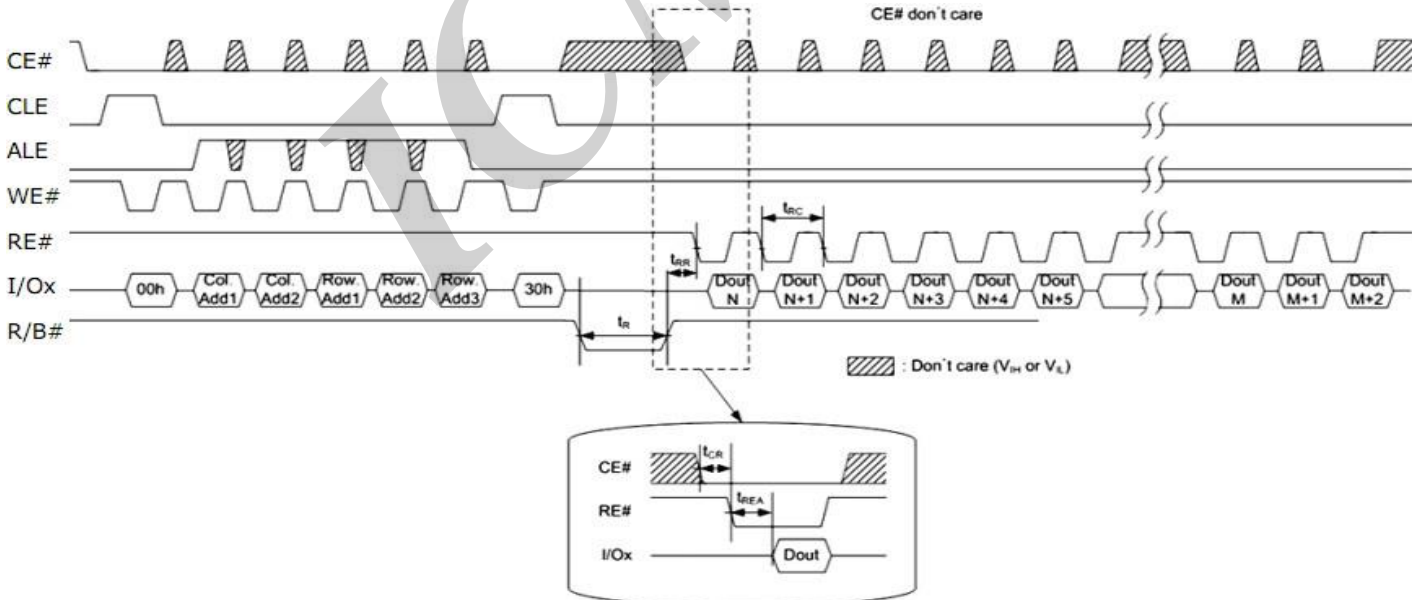 CE# don´t care
CE#
CLE
ALE
WE#
RE#
tRC
tRR
I/Ox
00h
Col. Add1
Col. Add2
Row. Add1
Row. Add2
Row. Add3
30h
Dout N
Dout N+1
Dout N+2
Dout N+3
Dout N+4
Dout N+5
Dout M
Dout M+1
Dout M+2
R/B#
tR
: Don´t care (VIH or VIL)
CE#
tCR
RE#
tREA
I/Ox
Dout